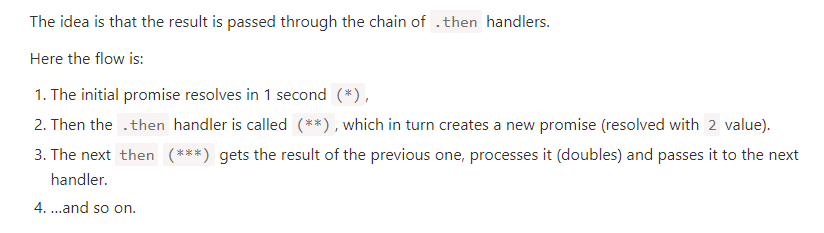 The idea is that the result is passed through the chain of .then handlers.
Here the flow is:
1. The initial promise resolves in 1 second (*),
2. Then the .then handler is called (**), which in turn creates a new promise (resolved with 2 value).
3. The next then (***) gets the result of the previous one, processes it (doubles) and passes it to the next
handler.
4. …and so on.